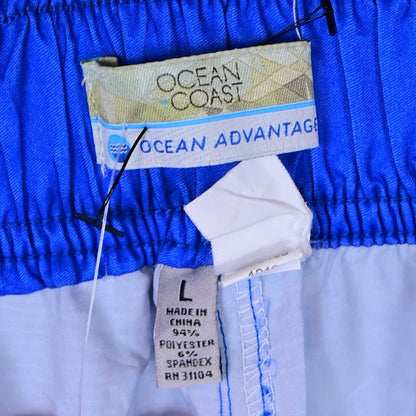 OCEAN
COAST
OCEAN ADVANTAGE
L
MADE IN
CHINA
94%
POLYESTER
6%
SPANDEX
RN 31104